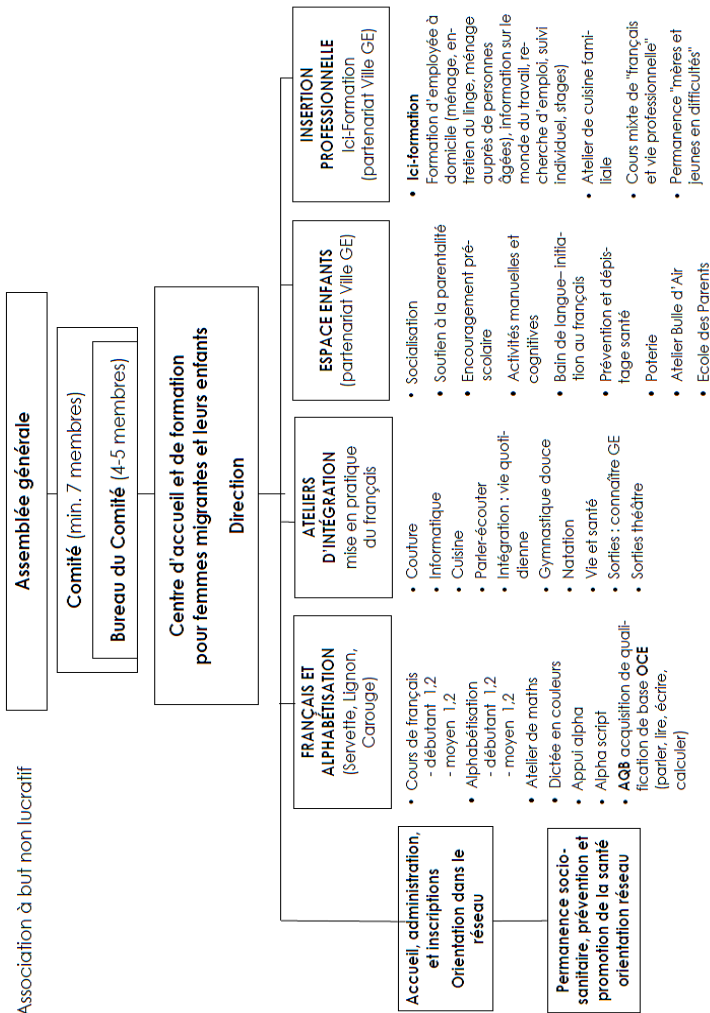 Association à but non lucratif
Assemblée générale
Comité (min. 7 membres)
Bureau du Comité (4-5 membres)
Centre d'accueil et de formation
pour femmes migrantes et leurs enfants
Direction
Accueil, administration,
et inscriptions
Orientation dans le
réseau
Permanence socio-
sanitaire, prévention et
promotion de la santé
orientation réseau
FRANÇAIS ET
ALPHABÉTISATION
(Servette, Lignon,
Carouge)
• Cours de français
- débutant 1,2
- moyen 1,2
• Alphabétisation
- débutant 1,2
- moyen 1,2
• Atelier de maths
• Dictée en couleurs
• Appui alpha
• Alpha script
• AQB acquisition de quali-
fication de base OCE
(parler, lire, écrire,
calculer)
ATELIERS
D'INTÉGRATION
mise en pratique
du français
• Couture
• Informatique
• Cuisine
• Parler-écouter
• Intégration : vie quoti-
dienne
• Gymnastique douce
• Natation
• Vie et santé
• Sorties : connaître GE
• Sorties théâtre
ESPACE ENFANTS
(partenariat Ville GE)
• Socialisation
• Soutien à la parentalité
• Encouragement pré-
scolaire
• Activités manuelles et
cognitives
• Bain de langue– initia-
tion au français
• Prévention et dépis-
tage santé
• Poterie
• Atelier Bulle d'Air
• Ecole des Parents
INSERTION
PROFESSIONNELLE
Ici-Formation
(partenariat Ville GE)
• Ici-formation
Formation d'employée à
domicile (ménage, en-
tretien du linge, ménage
auprès de personnes
âgées), information sur le
monde du travail, re-
cherche d'emploi, suivi
individuel, stages)
• Atelier de cuisine fami-
liale
• Cours mixte de "français
et vie professionnelle"
• Permanence "mères et
jeunes en difficultés"